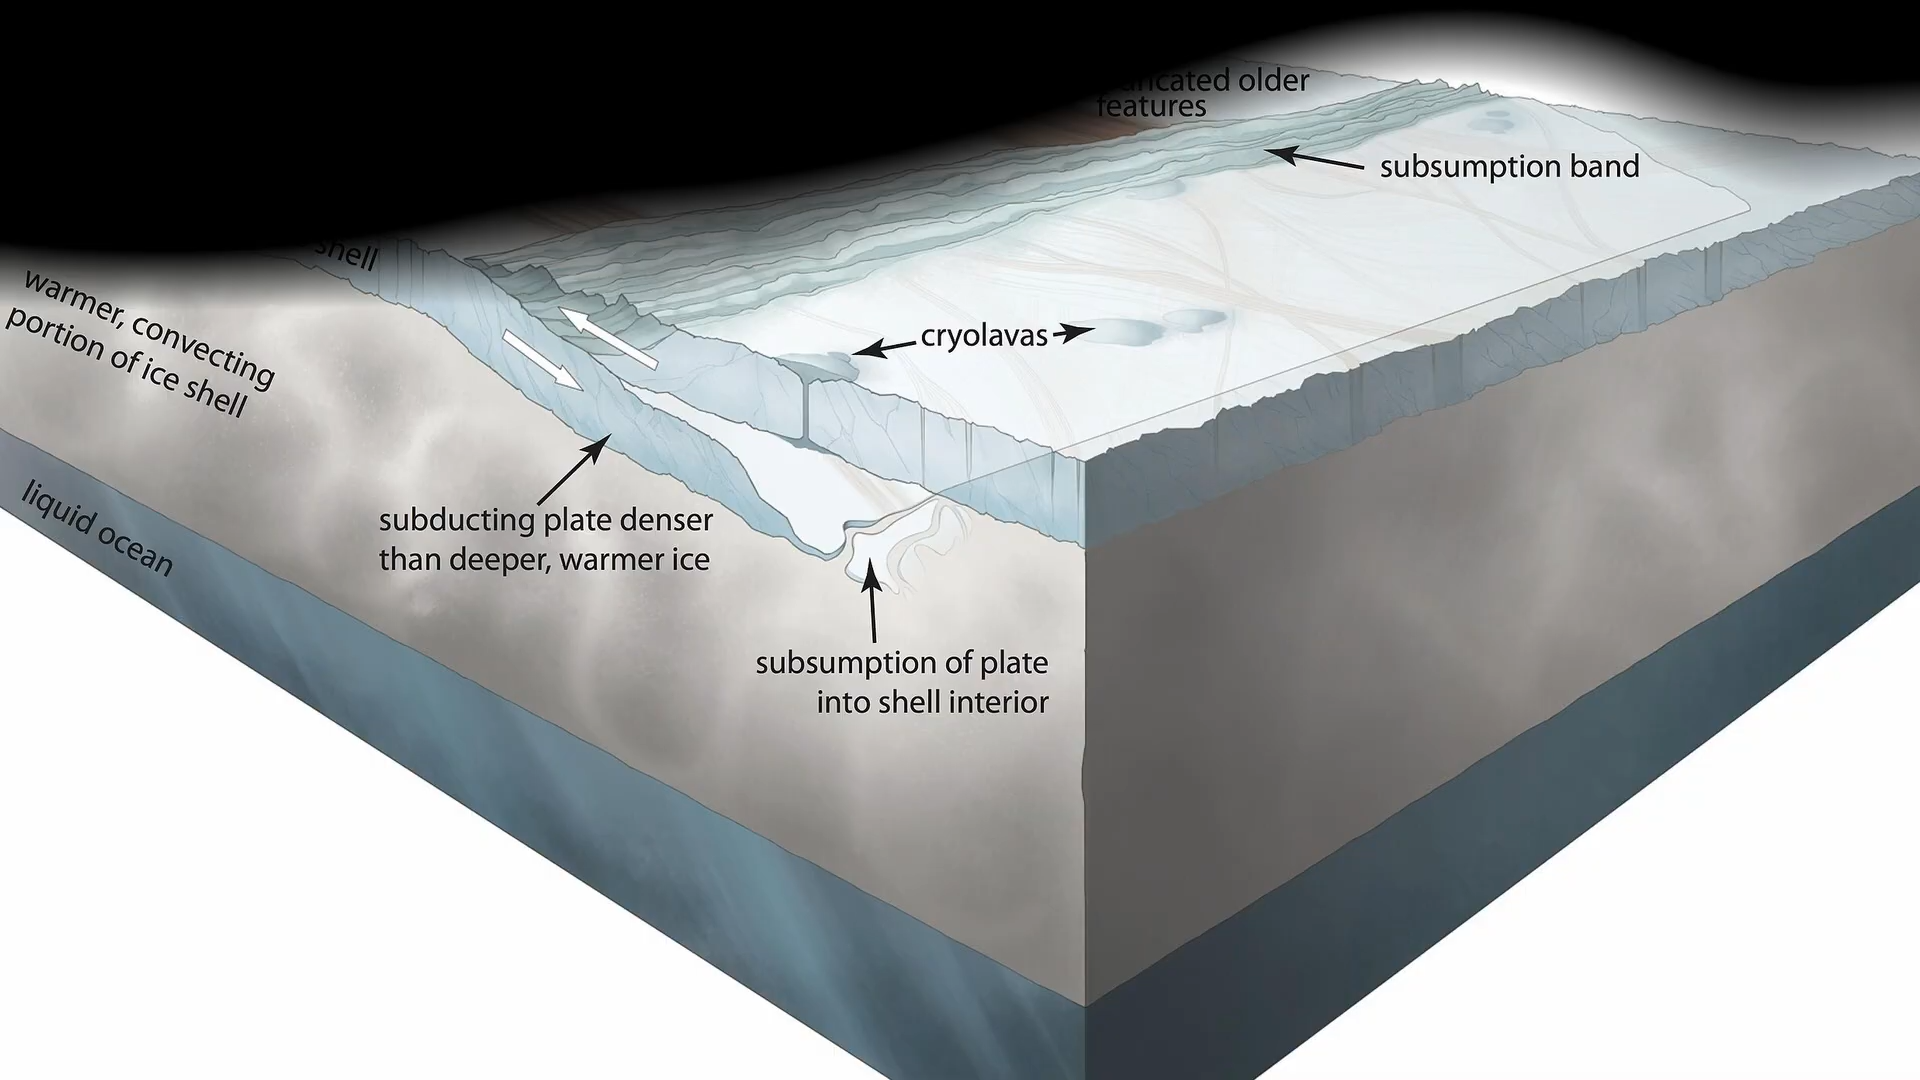 older
features
subsumption band
shell
warmer, convecting
portion of ice shell
cryolavas
liquid ocean
subducting plate denser
than deeper, warmer ice
subsumption of plate
into shell interior